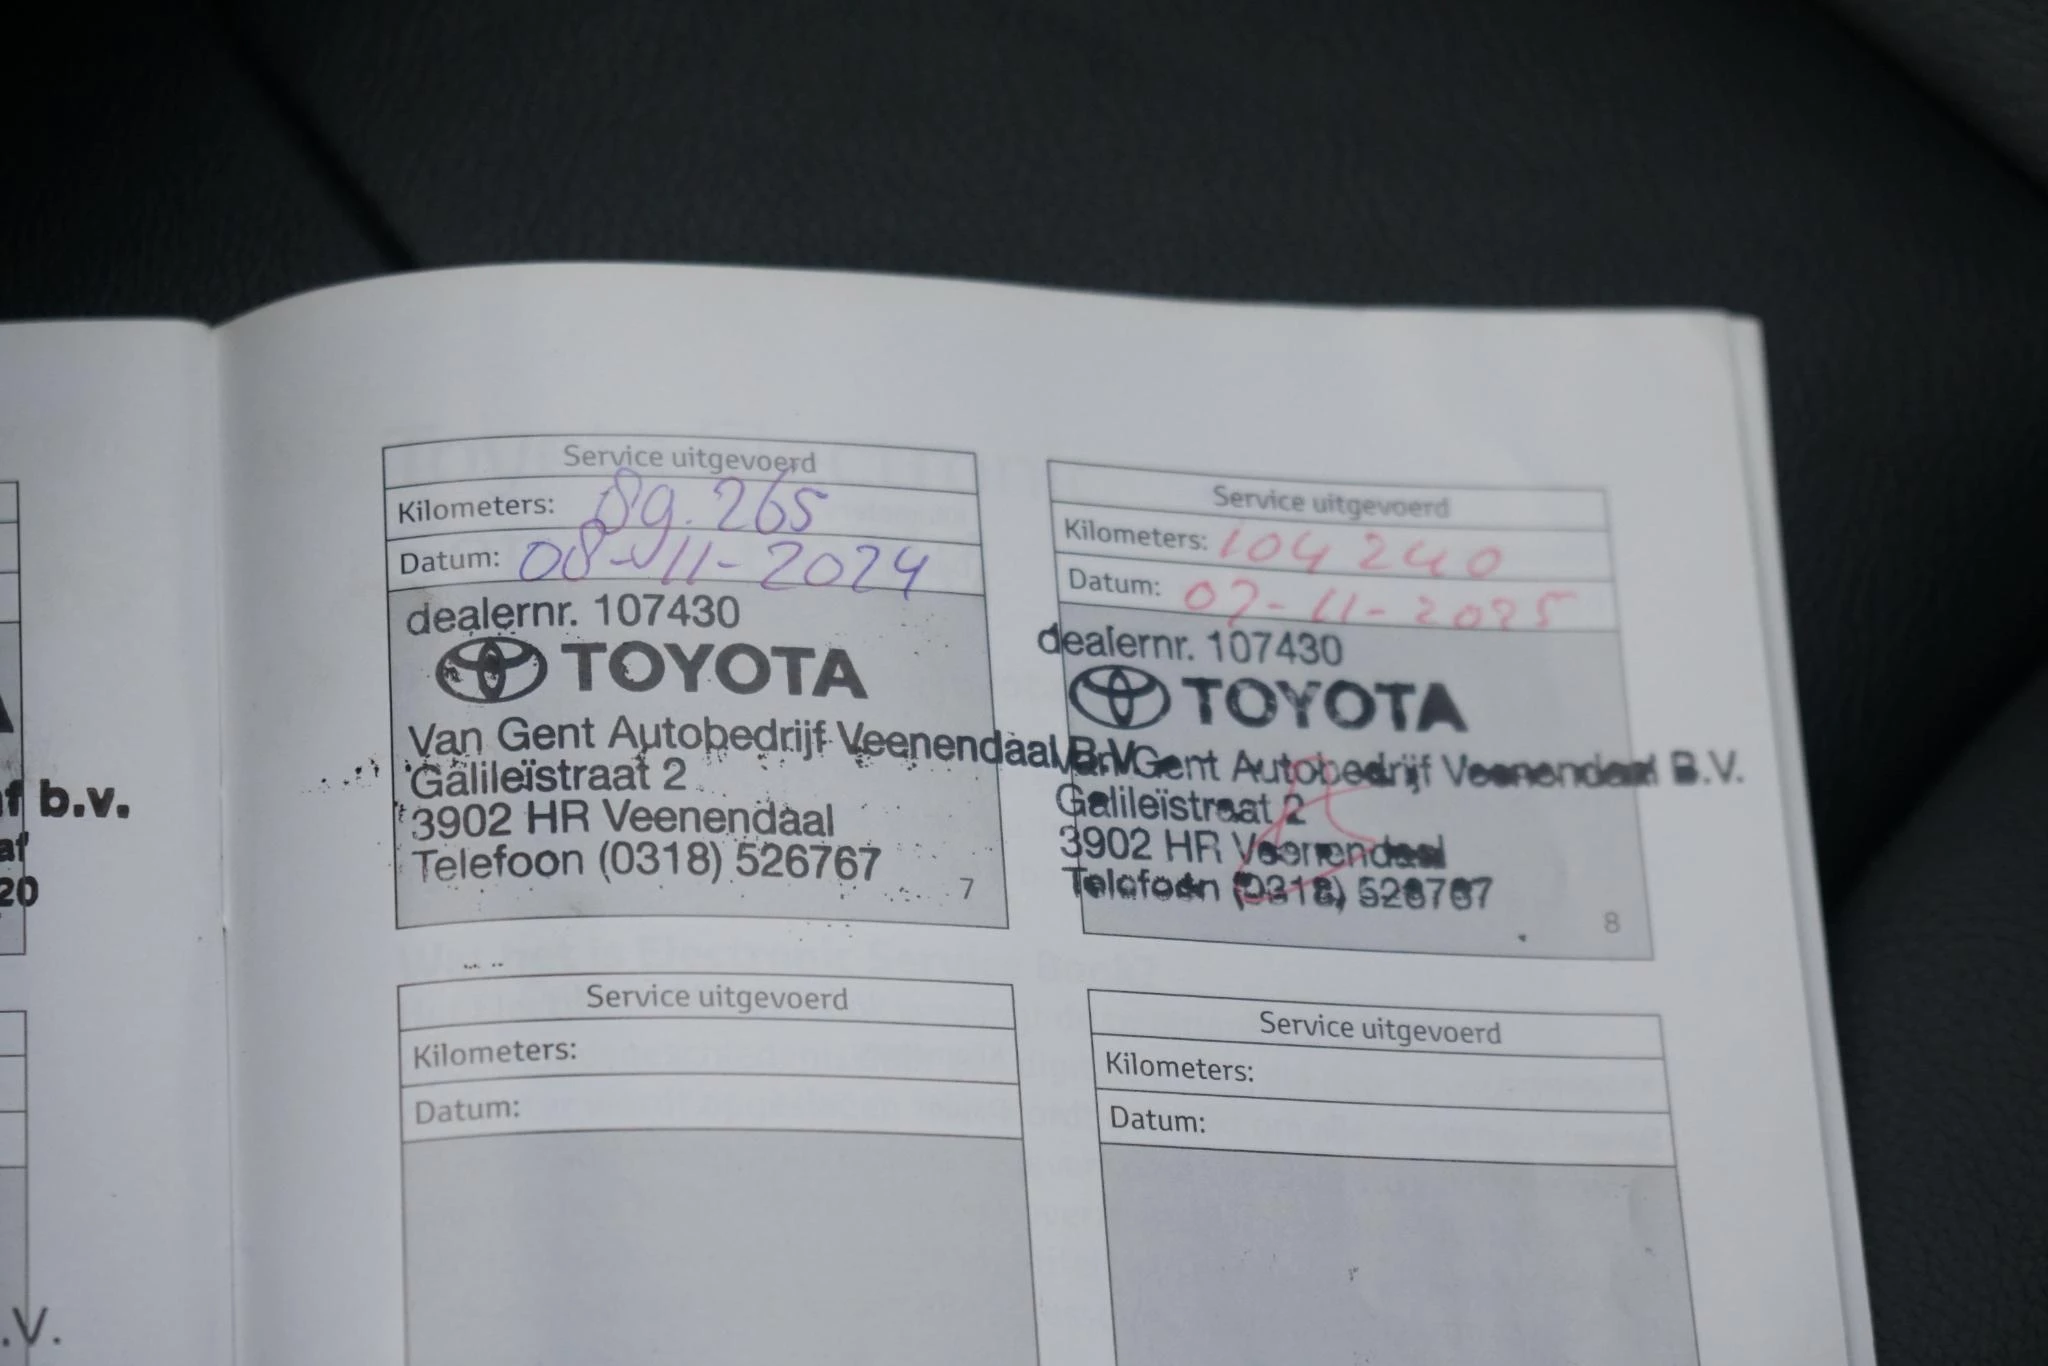 f b.v.
af
20
.V.
Service uitgevoerd
Kilometers: 89.265
Datum: 08-11-2024
dealernr. 107430
TOYOTA
Van Gent Autobedrijf Veenendaal B.V.
Galileïstraat 2
3902 HR Veenendaal
Telefoon (0318) 526767
7
Service uitgevoerd
Kilometers: 104240
Datum: 07-11-2025
dealernr. 107430
TOYOTA
Van Gent Autobedrijf Veenendaal B.V.
Galileïstraat 2
3902 HR Veenendaal
Telefoon (0318) 526767
8
Service uitgevoerd
Kilometers:
Datum:
Service uitgevoerd
Kilometers:
Datum: